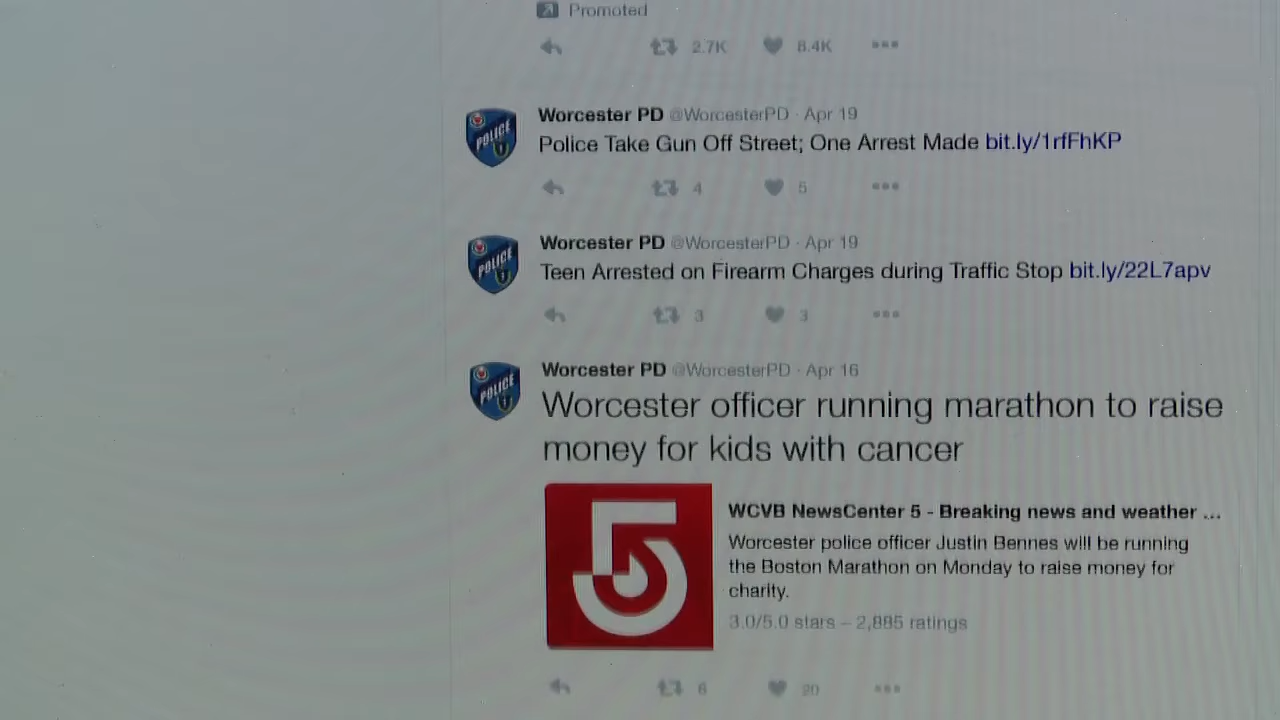 Promoted
2.7K 8.4K
Worcester PD @WorcesterPD · Apr 19
Police Take Gun Off Street; One Arrest Made bit.ly/1rfFhKP
4 5
Worcester PD @WorcesterPD · Apr 19
Teen Arrested on Firearm Charges during Traffic Stop bit.ly/22L7apv
3 3
Worcester PD @WorcesterPD · Apr 16
Worcester officer running marathon to raise
money for kids with cancer
WCVB NewsCenter 5 - Breaking news and weather ...
Worcester police officer Justin Bennes will be running
the Boston Marathon on Monday to raise money for
charity.
3.0/5.0 stars – 2,885 ratings
6 20
POLICE
POLICE
POLICE
5